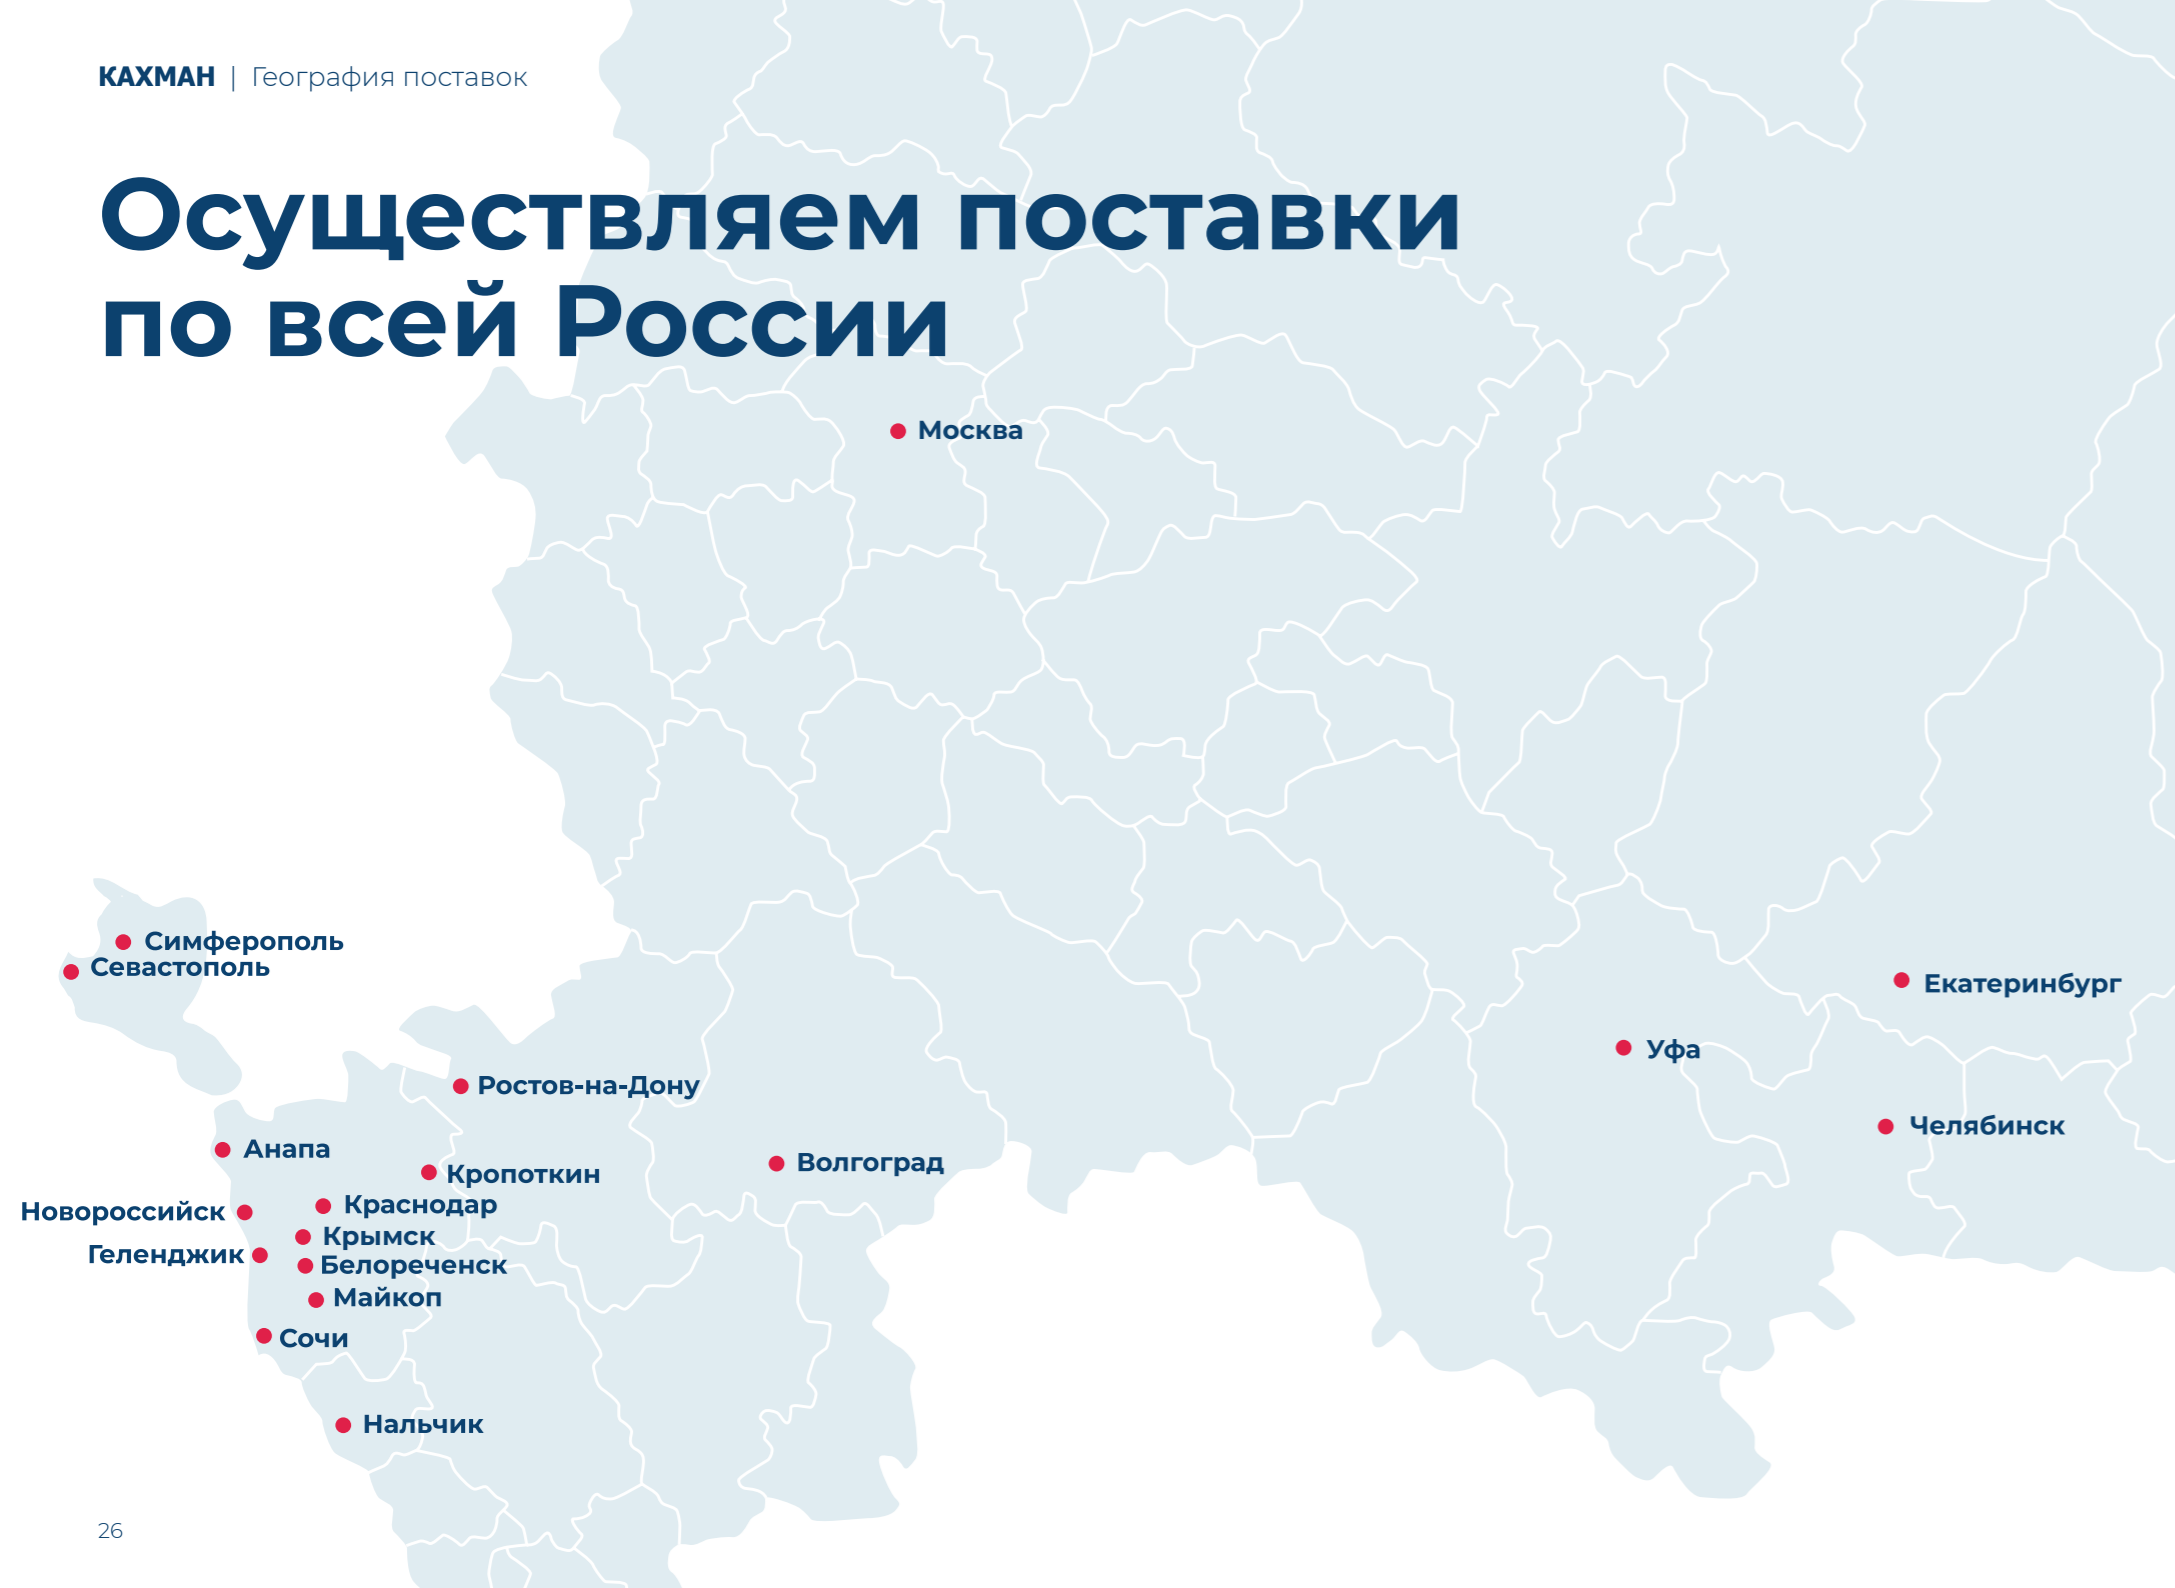 КАХМАН | География поставок
Осуществляем поставки
по всей России
Москва
Симферополь
Севастополь
Екатеринбург
Уфа
Ростов-на-Дону
Челябинск
Анапа
Волгоград
Кропоткин
Краснодар
Новороссийск
Крымск
Геленджик
Белореченск
Майкоп
Сочи
Нальчик
26